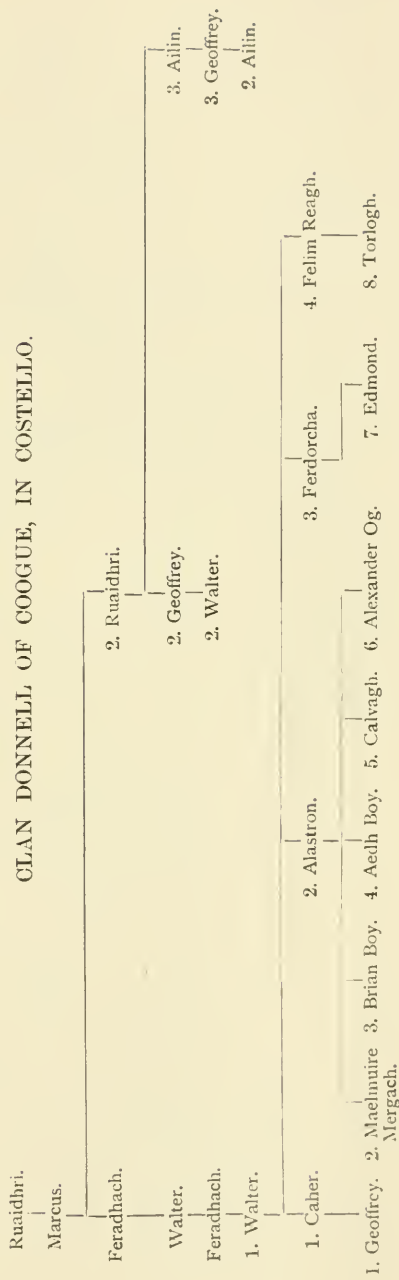 CLAN DONNELL OF COOGUE, IN COSTELLO.
Ruaidhri.
Marcus.
Feradhach. 2. Ruaidhri.
Walter. 2. Geoffrey. 3. Ailin.
Feradhach. 2. Walter. 3. Geoffrey.
1. Walter. 2. Ailin.
1. Caher. 2. Alastron. 3. Ferdorcha. 4. Felim Reagh.
1. Geoffrey. 2. Maelmuire 3. Brian Boy. 4. Aedh Boy. 5. Calvagh. 6. Alexander Og. 7. Edmond. 8. Torlogh.
Mergach.